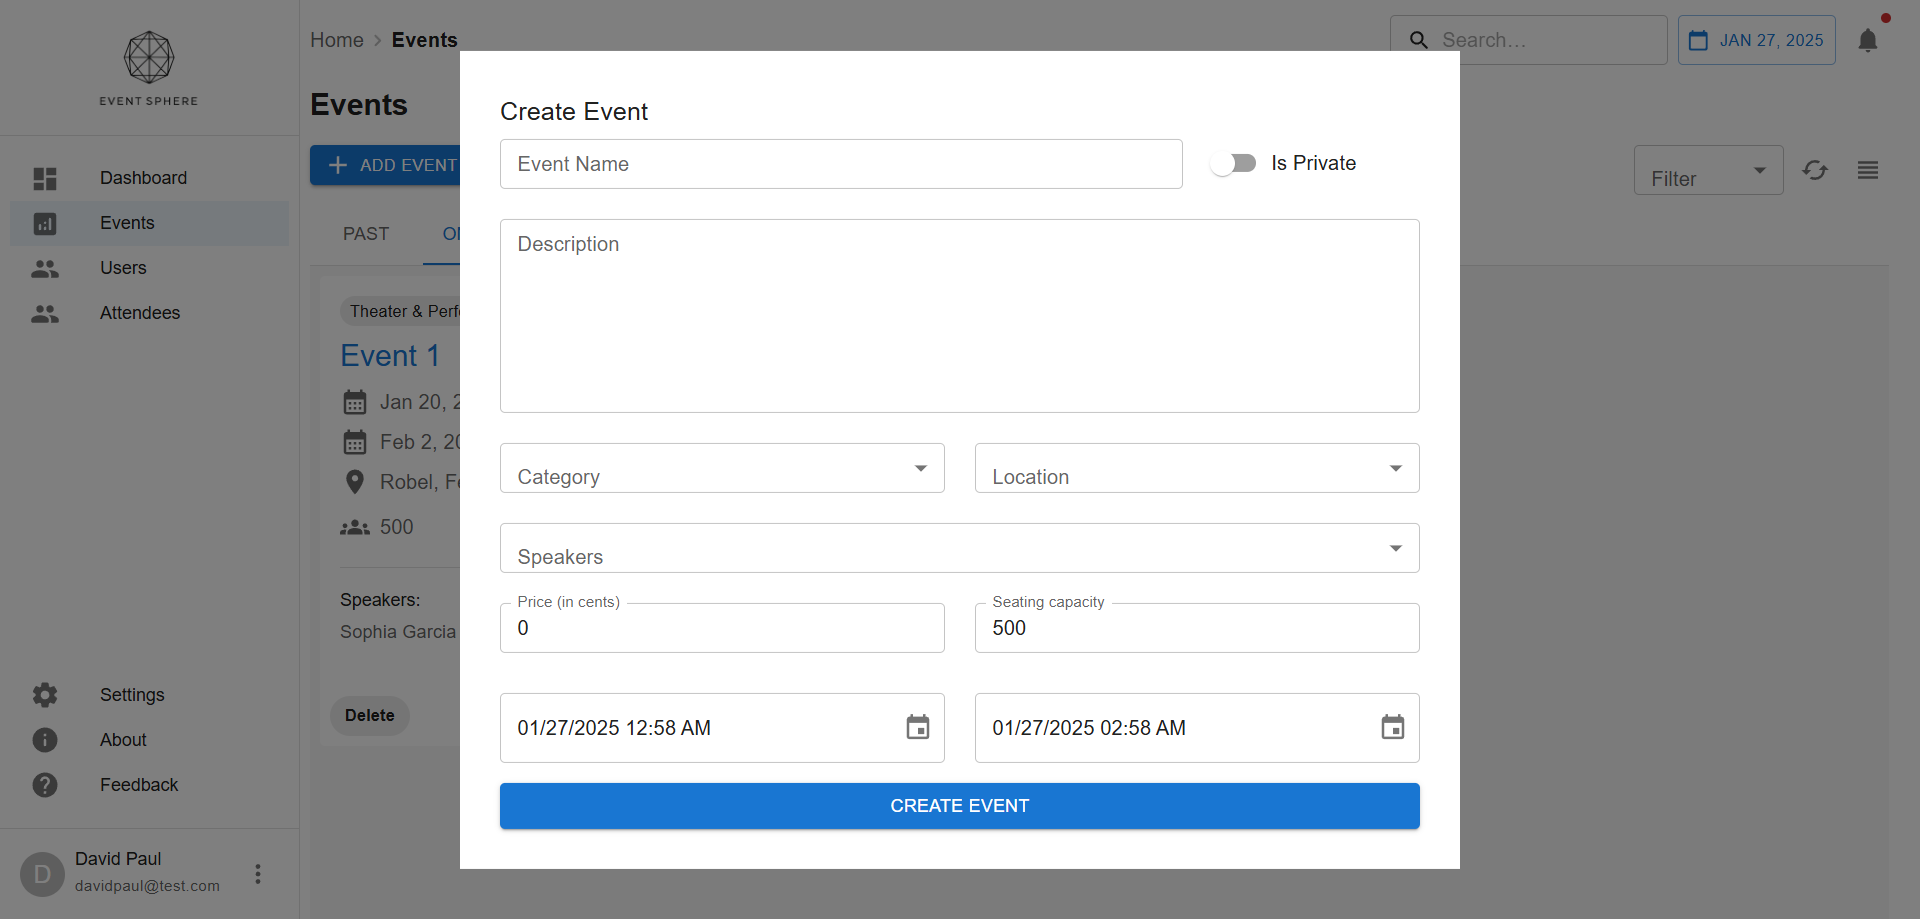 EVENT SPHERE
Dashboard
Events
Users
Attendees
Settings
About
Feedback
D
David Paul
davidpaul@test.com
Home > Events
Search...
JAN 27, 2025
Events
ADD EVENT
Filter
PAST
Theater &
Event 1
Jan 20,
Feb 2,
Robel,
500
Speakers:
Sophia Garcia
Delete
Create Event
Event Name
Is Private
Description
Category
Location
Speakers
Price (in cents)
0
Seating capacity
500
01/27/2025 12:58 AM
01/27/2025 02:58 AM
CREATE EVENT